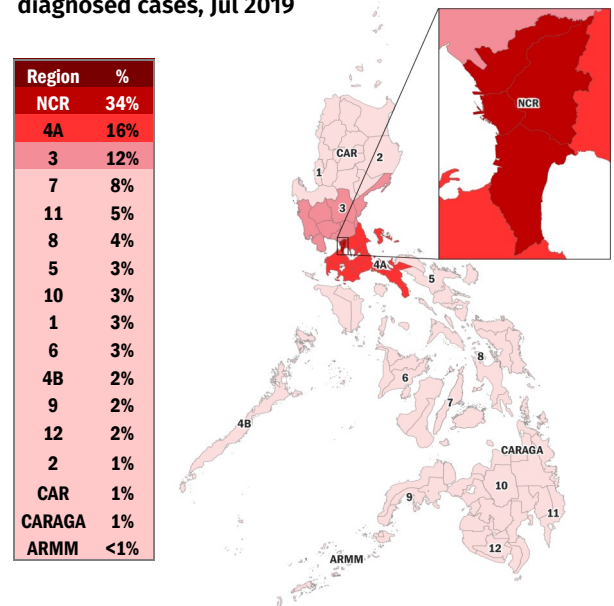 diagnosed cases, Jul 2019
Region %
NCR 34%
4A 16%
3 12%
7 8%
11 5%
8 4%
5 3%
10 3%
1 3%
6 3%
4B 2%
9 2%
12 2%
2 1%
CAR 1%
CARAGA 1%
ARMM <1%
NCR
CAR
2
1
3
4A
5
8
6
7
4B
CARAGA
10
9
11
12
ARMM